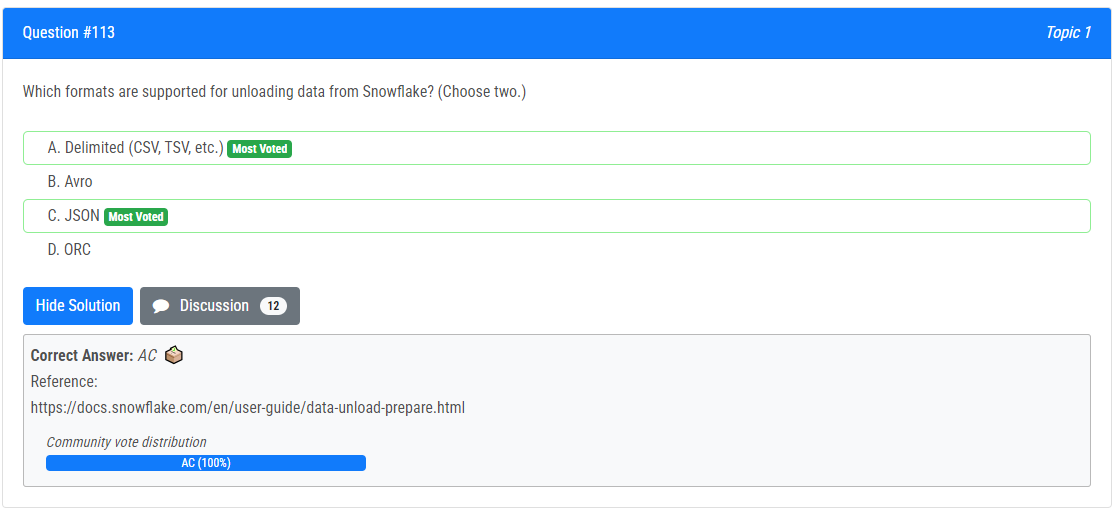 Question #113
Topic 1
Which formats are supported for unloading data from Snowflake? (Choose two.)
A. Delimited (CSV, TSV, etc.) Most Voted
B. Avro
C. JSON Most Voted
D. ORC
Hide Solution
Discussion 12
Correct Answer: AC
Reference:
https://docs.snowflake.com/en/user-guide/data-unload-prepare.html
Community vote distribution
AC (100%)